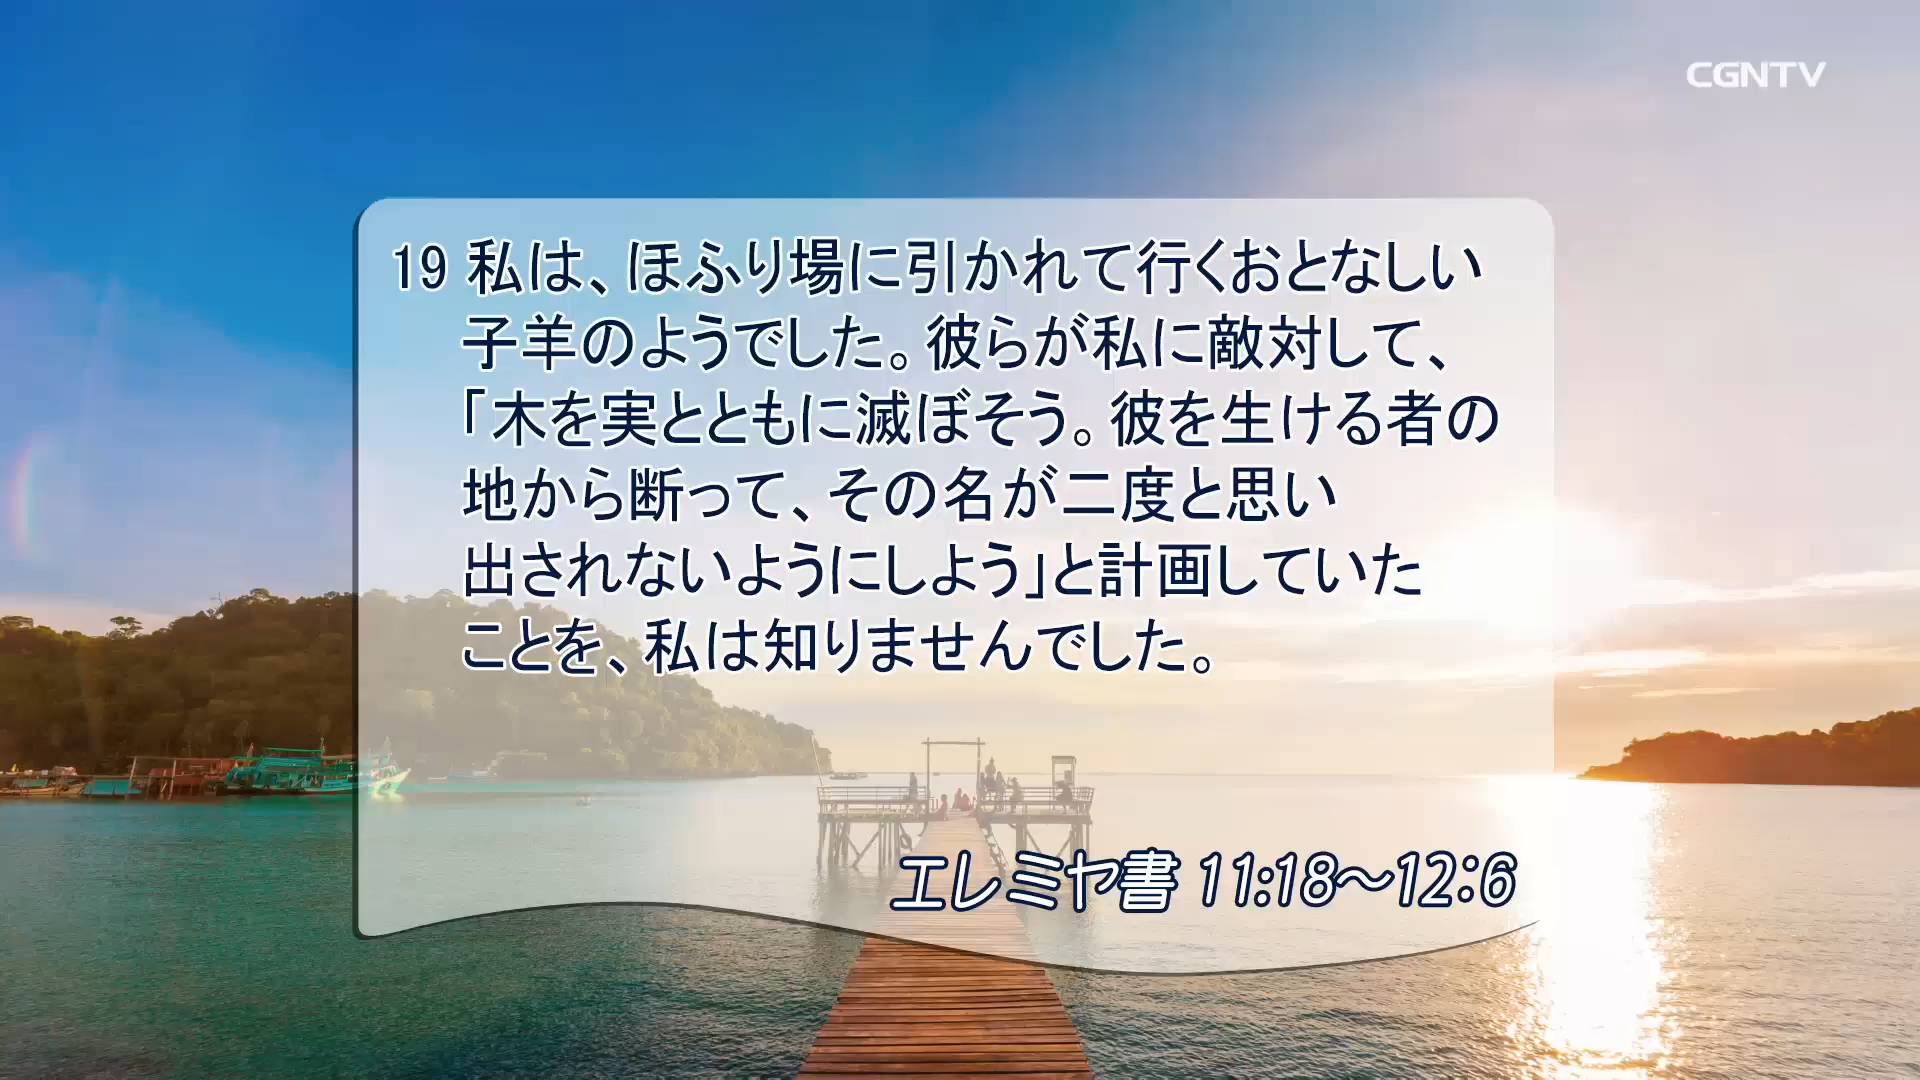 CGNTV
19 私は、ほふり場に引かれて行くおとなしい
子羊のようでした。彼らが私に敵対して、
「木を実とともに滅ぼそう。彼を生ける者の
地から断って、その名が二度と思い
出されないようにしよう」と計画していた
ことを、私は知りませんでした。
エレミヤ書 11:18～12:6